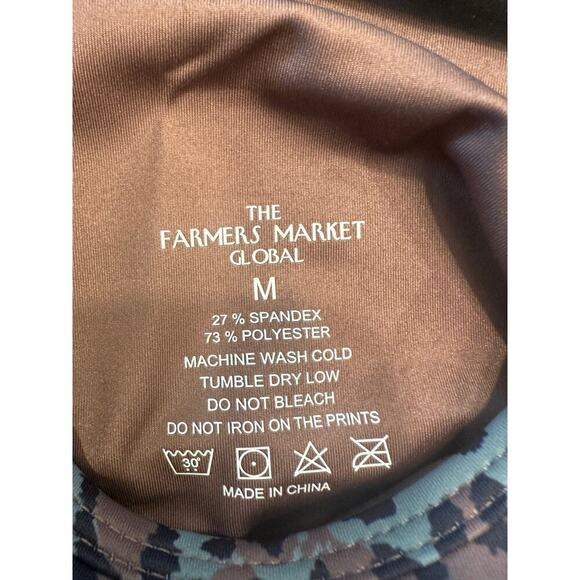 THE
FARMERS MARKET
GLOBAL
M
27 % SPANDEX
73 % POLYESTER
MACHINE WASH COLD
TUMBLE DRY LOW
DO NOT BLEACH
DO NOT IRON ON THE PRINTS
30°
MADE IN CHINA